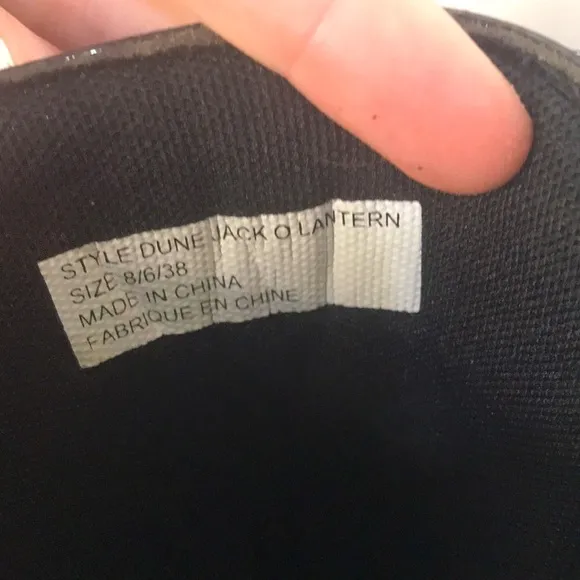 STYLE DUNE JACK O LANTERN
SIZE 8/6/38
MADE IN CHINA
FABRIQUE EN CHINE